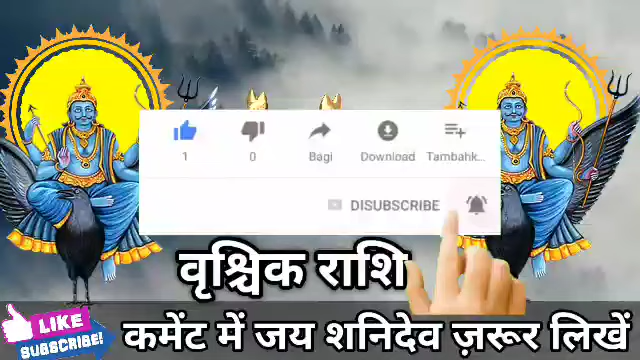 1 0 Bagi Download Tambahk...
DISUBSCRIBE
वृश्चिक राशि
LIKE
SUBSCRIBE!
कमेंट में जय शनिदेव ज़रूर लिखें